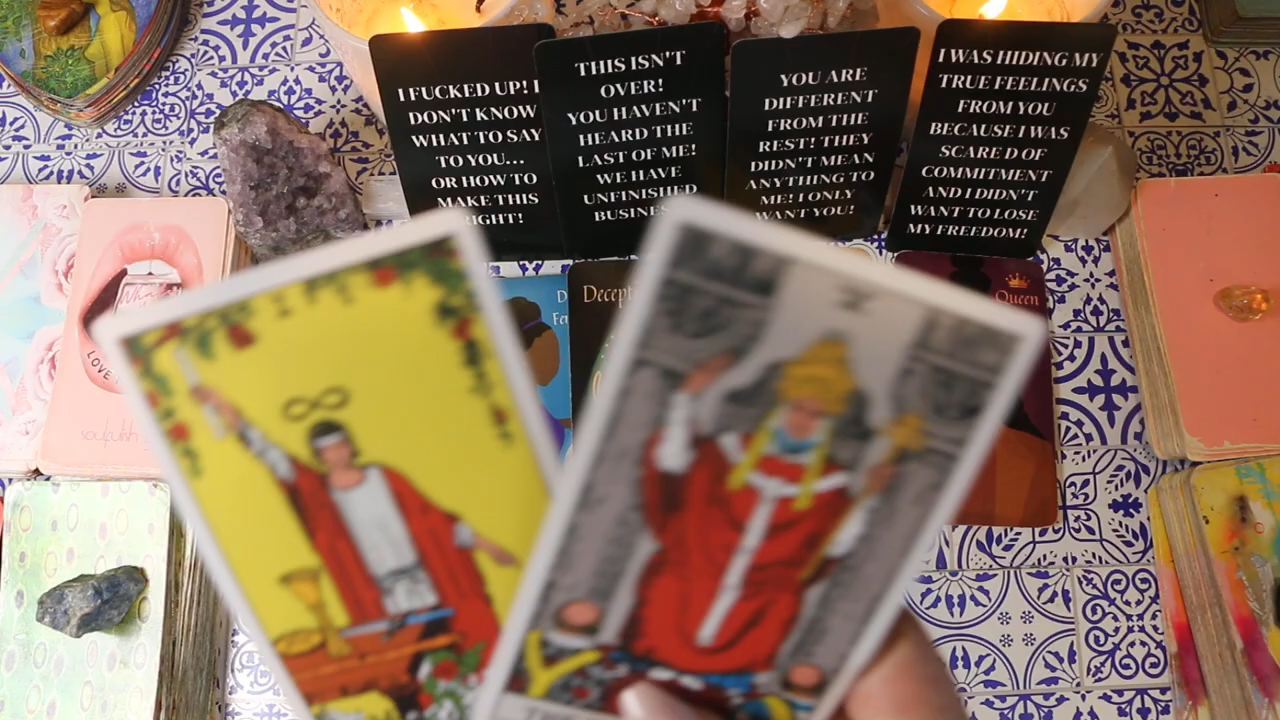 I FUCKED UP! I
DON'T KNOW
WHAT TO SAY
TO YOU...
OR HOW TO
MAKE THIS
RIGHT!
THIS ISN'T
OVER!
YOU HAVEN'T
HEARD THE
LAST OF ME!
WE HAVE
UNFINISHED
BUSINES
YOU ARE
DIFFERENT
FROM THE
REST! THEY
DIDN'T MEAN
ANYTHING TO
ME! I ONLY
WANT YOU!
I WAS HIDING MY
TRUE FEELINGS
FROM YOU
BECAUSE I WAS
SCARE D OF
COMMITMENT
AND I DIDN'T
WANT TO LOSE
MY FREEDOM!
Decept
Queen
LOVE